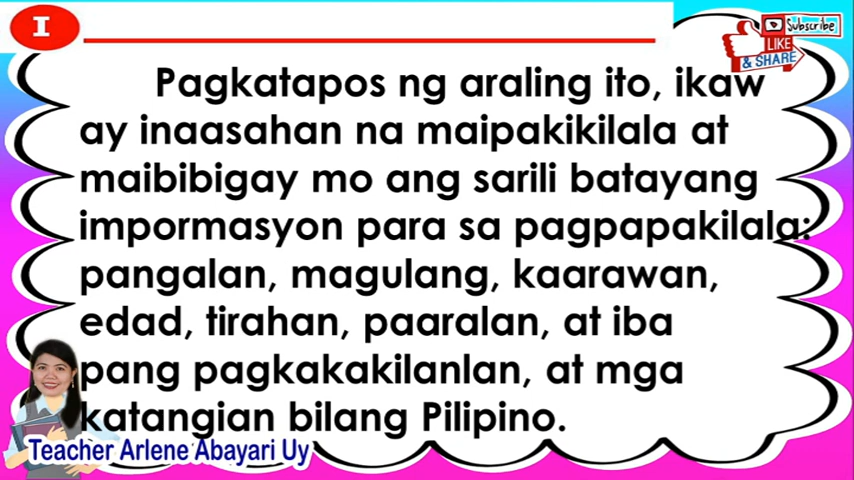 I
Subscribe
LIKE
& SHARE
Pagkatapos ng araling ito, ikaw
ay inaasahan na maipakikilala at
maibibigay mo ang sarili batayang
impormasyon para sa pagpapakilala:
pangalan, magulang, kaarawan,
edad, tirahan, paaralan, at iba
pang pagkakakilanlan, at mga
katangian bilang Pilipino.
Teacher Arlene Abayari Uy